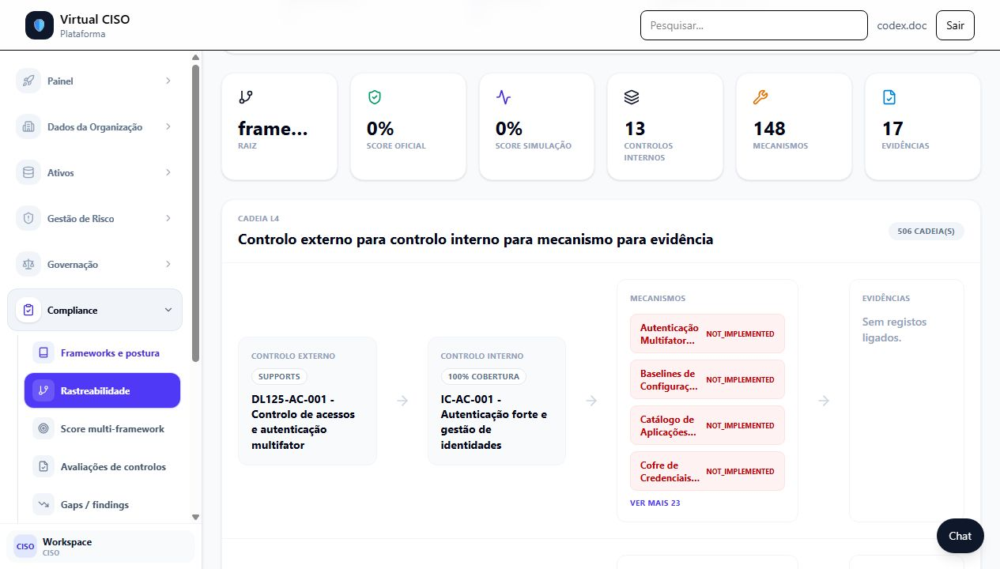 Virtual CISO
Plataforma
Pesquisar...
codex.doc
Sair
Painel
Dados da Organização
Ativos
Gestão de Risco
Governação
Compliance
Frameworks e postura
Rastreabilidade
Score multi-framework
Avaliações de controlos
Gaps / findings
CISO
Workspace
CISO
frame...
RAIZ
0%
SCORE OFICIAL
0%
SCORE SIMULAÇÃO
13
CONTROLOS
INTERNOS
148
MECANISMOS
17
EVIDÊNCIAS
CADEIA L4
Controlo externo para controlo interno para mecanismo para evidência
506 CADEIA(S)
CONTROLO EXTERNO
SUPPORTS
DL125-AC-001 -
Controlo de acessos
e autenticação
multifator
CONTROLO INTERNO
100% COBERTURA
IC-AC-001 -
Autenticação forte e
gestão de
identidades
MECANISMOS
Autenticação
Multifator...
NOT_IMPLEMENTED
Baselines de
Configuraç...
NOT_IMPLEMENTED
Catálogo de
Aplicações...
NOT_IMPLEMENTED
Cofre de
Credenciais...
NOT_IMPLEMENTED
VER MAIS 23
EVIDÊNCIAS
Sem registos
ligados.
Chat